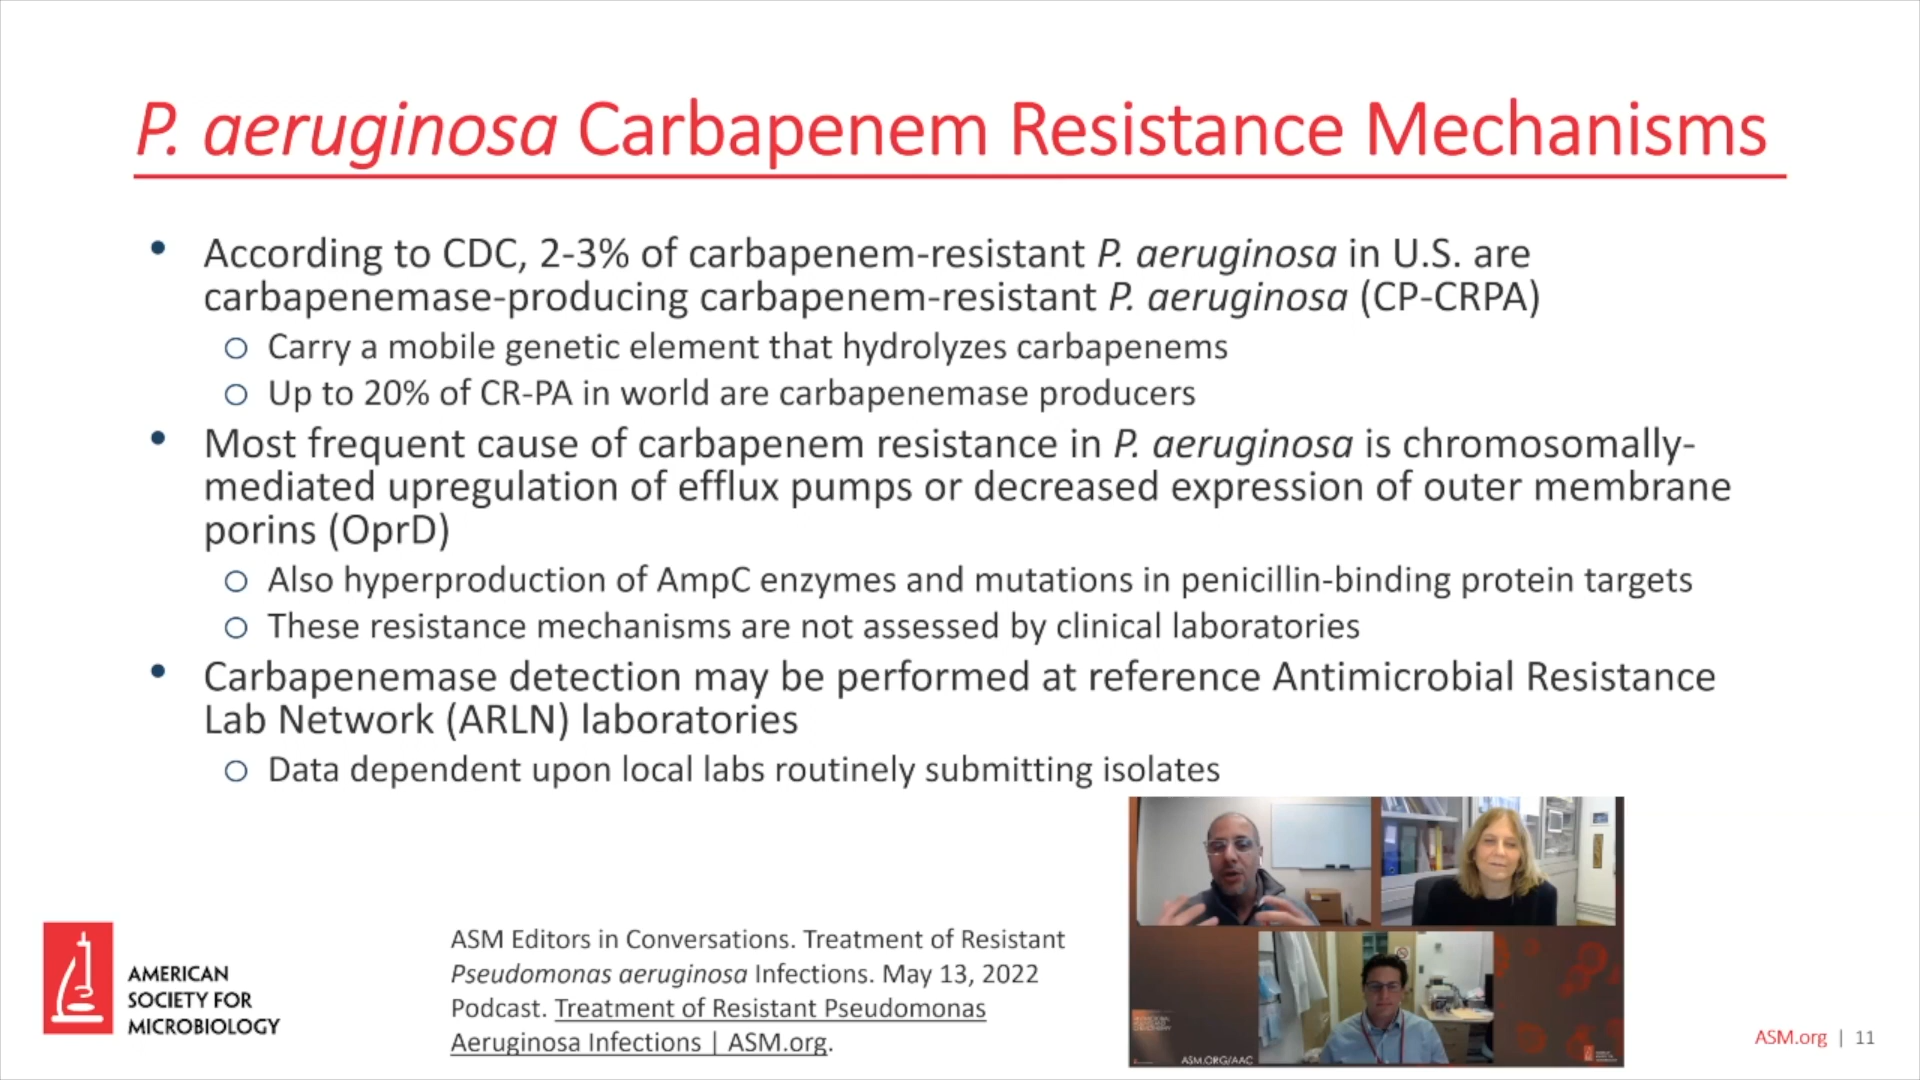 P. aeruginosa Carbapenem Resistance Mechanisms
• According to CDC, 2-3% of carbapenem-resistant P. aeruginosa in U.S. are
carbapenemase-producing carbapenem-resistant P. aeruginosa (CP-CRPA)
o Carry a mobile genetic element that hydrolyzes carbapenems
o Up to 20% of CR-PA in world are carbapenemase producers
• Most frequent cause of carbapenem resistance in P. aeruginosa is chromosomally-
mediated upregulation of efflux pumps or decreased expression of outer membrane
porins (OprD)
o Also hyperproduction of AmpC enzymes and mutations in penicillin-binding protein targets
o These resistance mechanisms are not assessed by clinical laboratories
• Carbapenemase detection may be performed at reference Antimicrobial Resistance
Lab Network (ARLN) laboratories
o Data dependent upon local labs routinely submitting isolates
AMERICAN
SOCIETY FOR
MICROBIOLOGY
ASM Editors in Conversations. Treatment of Resistant
Pseudomonas aeruginosa Infections. May 13, 2022
Podcast. Treatment of Resistant Pseudomonas
Aeruginosa Infections | ASM.org.
ASM.ORG/AAC
ASM.org | 11